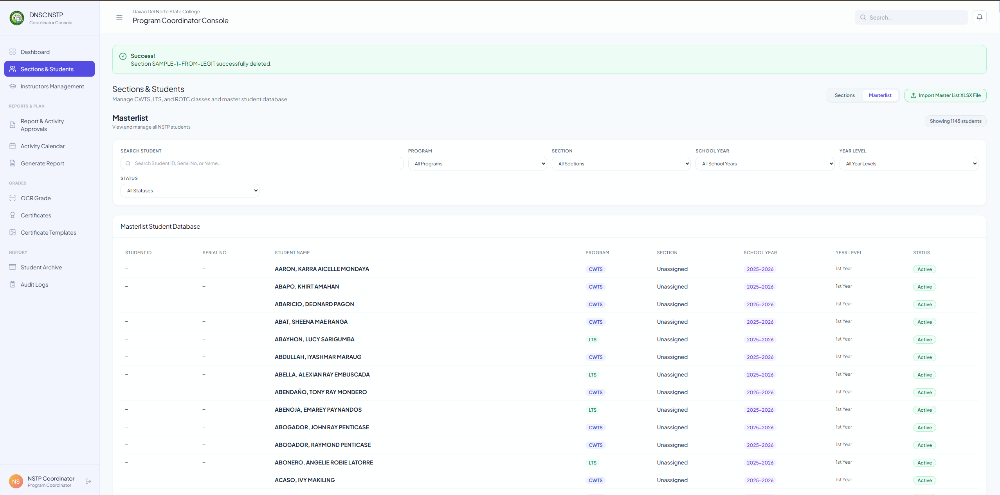 DNSC NSTP
Coordinator Console
Dashboard
Sections & Students
Instructors Management
REPORTS & PLAN
Report & Activity
Approvals
Activity Calendar
Generate Report
GRADES
OCR Grade
Certificates
Certificate Templates
HISTORY
Student Archive
Audit Logs
NS
NSTP Coordinator
Program Coordinator
Davao Del Norte State College
Program Coordinator Console
Search...
Success!
Section SAMPLE-1-FROM-LEGIT successfully deleted.
Sections & Students
Manage CWTS, LTS, and ROTC classes and master student database
Sections Masterlist Import Master List XLSX File
Masterlist
View and manage all NSTP students
Showing 1145 students
SEARCH STUDENT PROGRAM SECTION SCHOOL YEAR YEAR LEVEL
Search Student ID, Serial No, or Name... All Programs All Sections All School Years All Year Levels
STATUS
All Statuses
Masterlist Student Database
STUDENT ID SERIAL NO STUDENT NAME PROGRAM SECTION SCHOOL YEAR YEAR LEVEL STATUS
– – AARON, KARRA AICELLE MONDAYA CWTS Unassigned 2025-2026 1st Year Active
– – ABAPO, KHIRT AMAHAN CWTS Unassigned 2025-2026 1st Year Active
– – ABARICIO, DEONARD PAGON CWTS Unassigned 2025-2026 1st Year Active
– – ABAT, SHEENA MAE RANGA CWTS Unassigned 2025-2026 1st Year Active
– – ABAYHON, LUCY SARIGUMBA LTS Unassigned 2025-2026 1st Year Active
– – ABDULLAH, IYASHMAR MARAUG CWTS Unassigned 2025-2026 1st Year Active
– – ABELLA, ALEXIAN RAY EMBUSCADA LTS Unassigned 2025-2026 1st Year Active
– – ABENDAÑO, TONY RAY MONDERO CWTS Unassigned 2025-2026 1st Year Active
– – ABENOJA, EMAREY PAYNANDOS LTS Unassigned 2025-2026 1st Year Active
– – ABOGADOR, JOHN RAY PENTICASE CWTS Unassigned 2025-2026 1st Year Active
– – ABOGADOR, RAYMOND PENTICASE CWTS Unassigned 2025-2026 1st Year Active
– – ABONERO, ANGELIE ROBIE LATORRE LTS Unassigned 2025-2026 1st Year Active
– – ACASO, IVY MAKILING CWTS Unassigned 2025-2026 1st Year Active